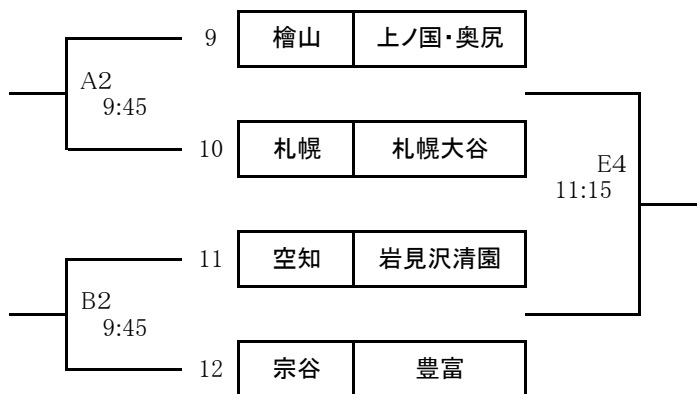 9 檜山 上ノ国・奥尻
A2
9:45
10 札幌 札幌大谷
E4
11:15
11 空知 岩見沢清園
B2
9:45
12 宗谷 豊富